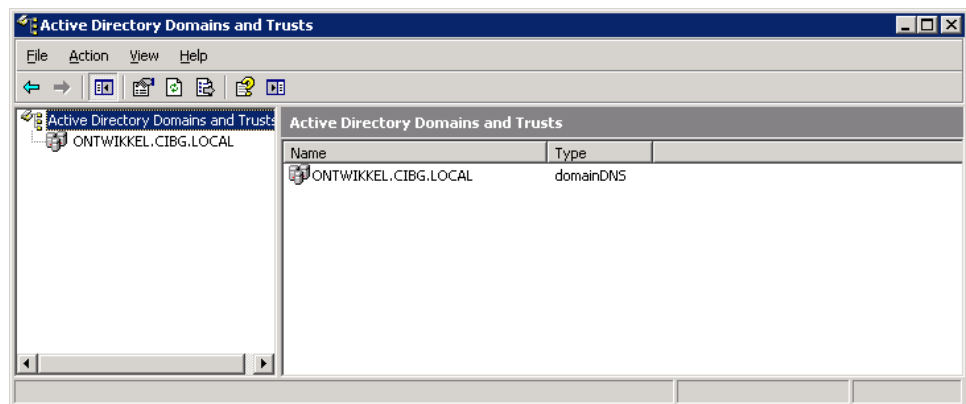 Active Directory Domains and Trusts
File Action View Help
Active Directory Domains and Trusts
ONTWIKKEL.CIBG.LOCAL
Active Directory Domains and Trusts
Name Type
ONTWIKKEL.CIBG.LOCAL domainDNS